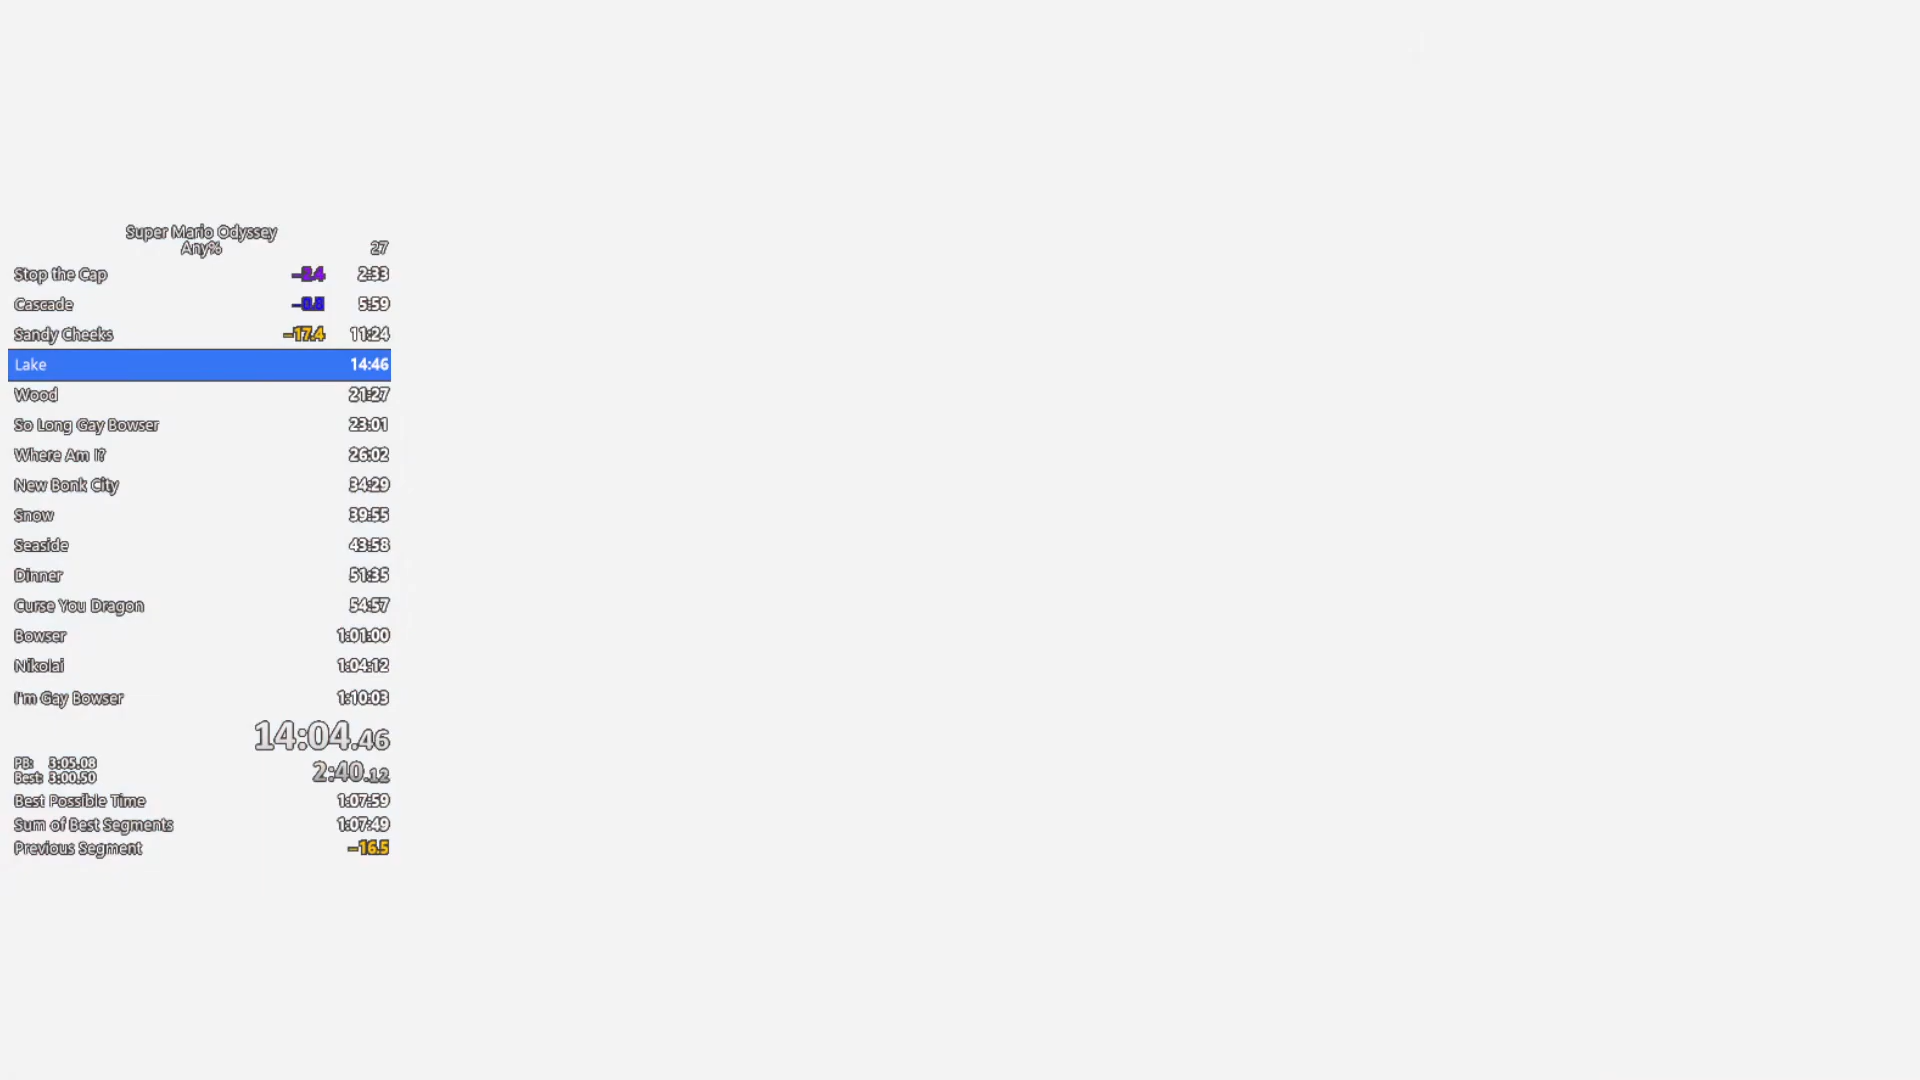 Super Mario Odyssey
Any% 27
Stop the Cap −2.4 2:33
Cascade −0.8 5:59
Sandy Cheeks −17.4 11:24
Lake 14:46
Wood 21:27
So Long Gay Bowser 23:01
Where Am I? 26:02
New Bonk City 34:29
Snow 39:55
Seaside 43:58
Dinner 51:35
Curse You Dragon 54:57
Bowser 1:01:00
Nikolai 1:04:12
I'm Gay Bowser 1:10:03
14:04.46
PB: 3:05.08
Best: 3:00.50
2:40.12
Best Possible Time 1:07:59
Sum of Best Segments 1:07:49
Previous Segment −16.5